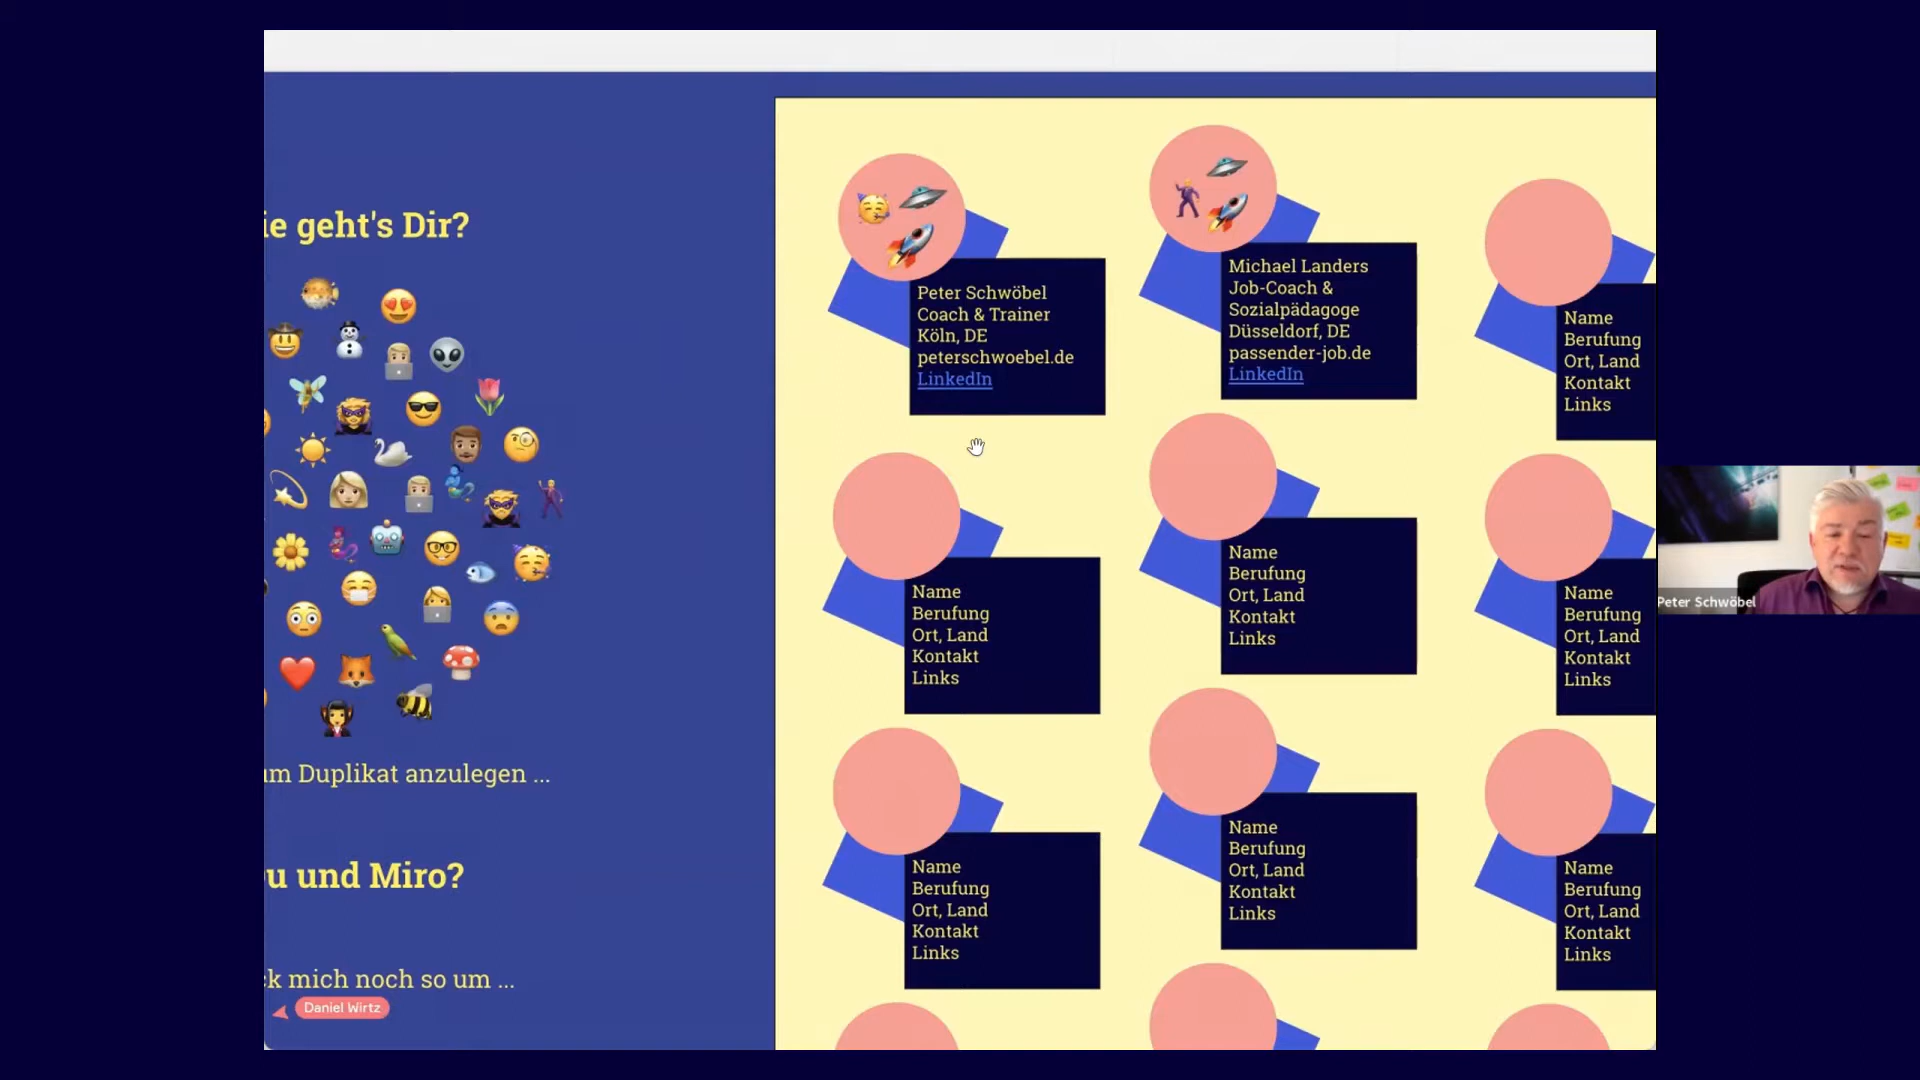 ie geht's Dir?
um Duplikat anzulegen ...
Du und Miro?
ck mich noch so um ...
Daniel Wirtz
Peter Schwöbel
Coach & Trainer
Köln, DE
peterschwoebel.de
LinkedIn
Michael Landers
Job-Coach &
Sozialpädagoge
Düsseldorf, DE
passender-job.de
LinkedIn
Name
Berufung
Ort, Land
Kontakt
Links
Name
Berufung
Ort, Land
Kontakt
Links
Name
Berufung
Ort, Land
Kontakt
Links
Name
Berufung
Ort, Land
Kontakt
Links
Name
Berufung
Ort, Land
Kontakt
Links
Name
Berufung
Ort, Land
Kontakt
Links
Name
Berufung
Ort, Land
Kontakt
Links
Peter Schwöbel